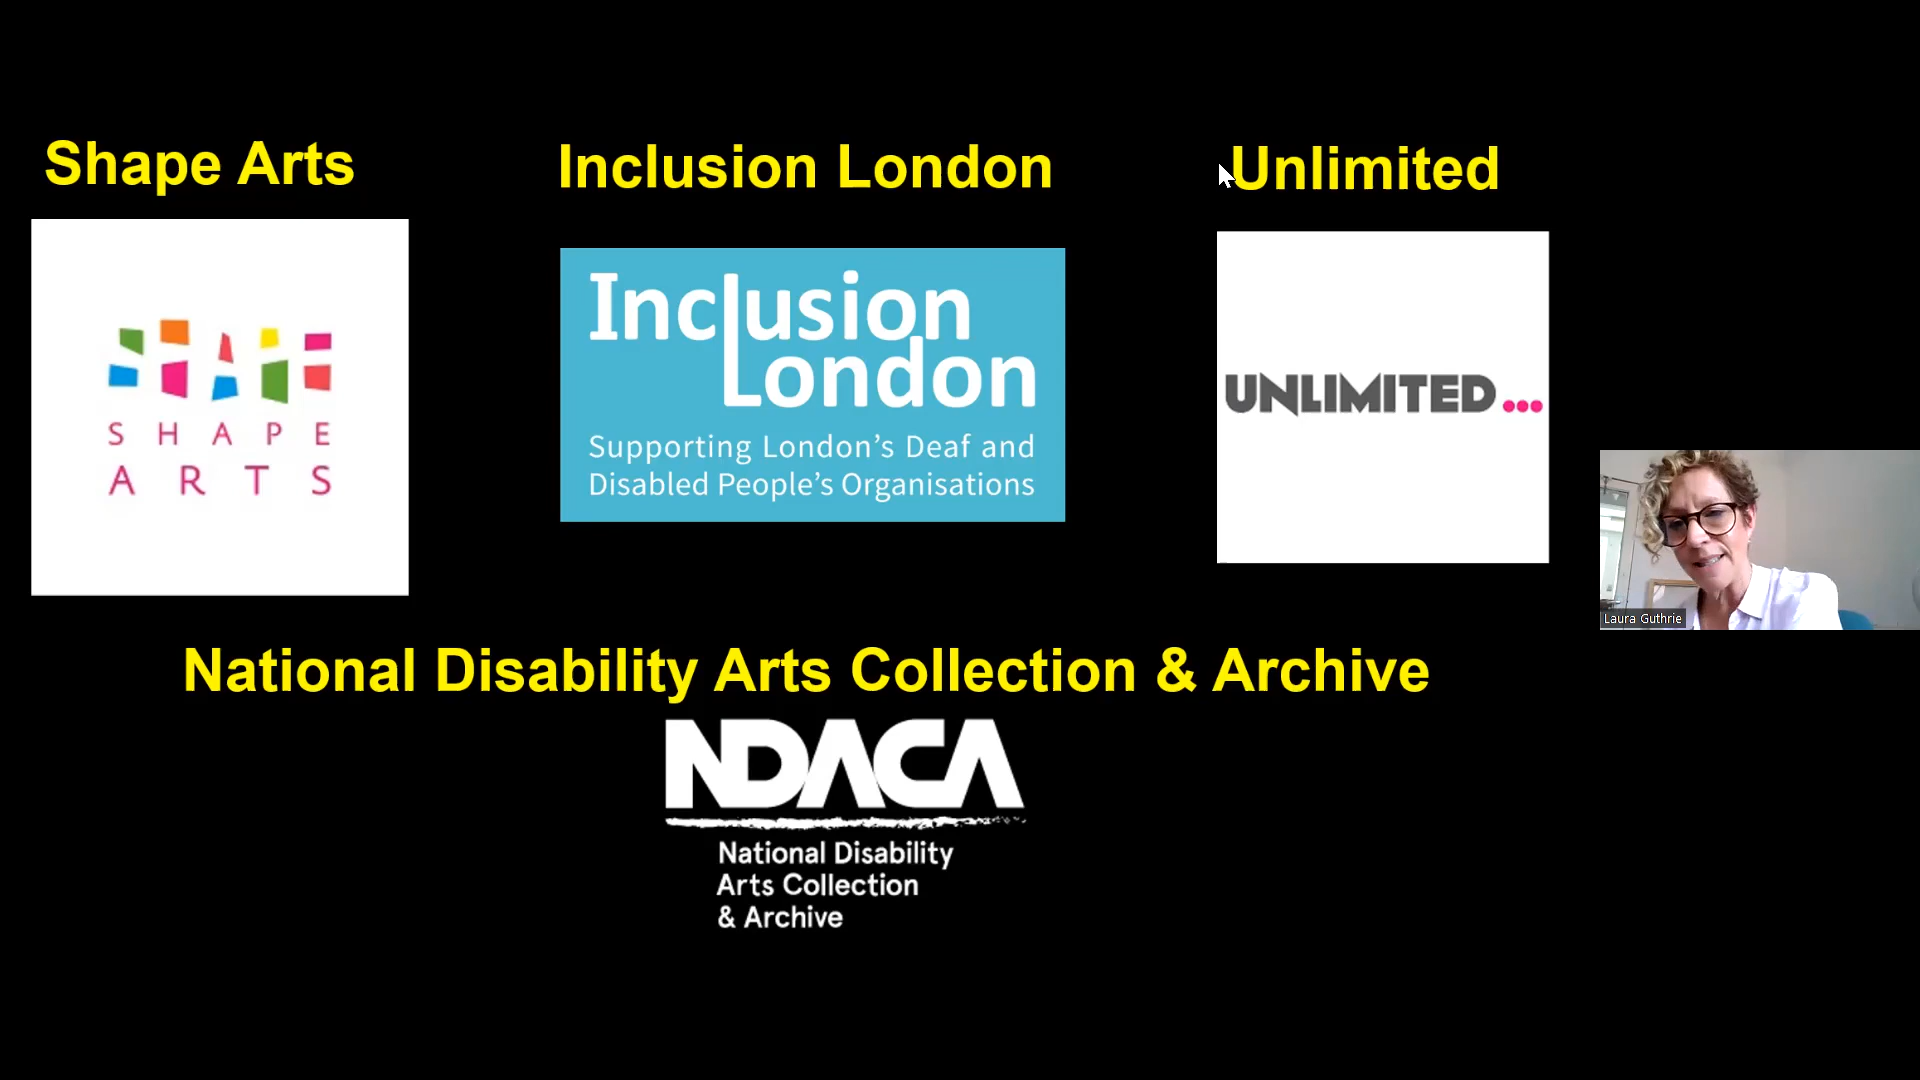 Shape Arts
Inclusion London
Unlimited
SHAPE
ARTS
Inclusion
London
Supporting London’s Deaf and
Disabled People’s Organisations
UNLIMITED...
Laura Guthrie
National Disability Arts Collection & Archive
NDACA
National Disability
Arts Collection
& Archive